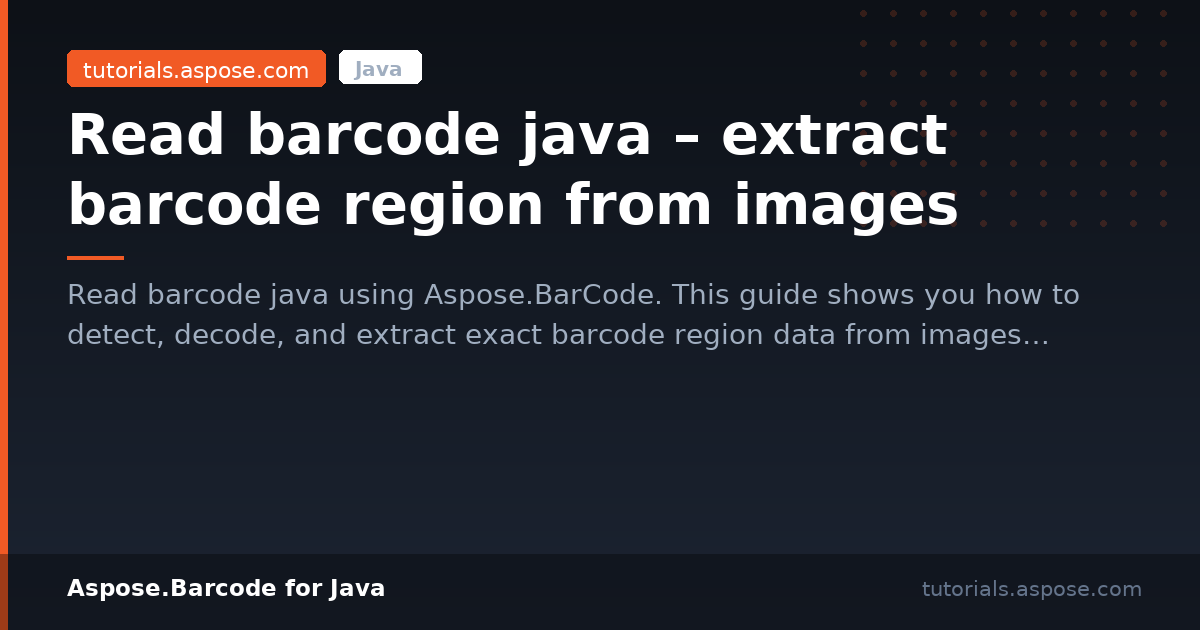 tutorials.aspose.com Java
Read barcode java – extract
barcode region from images
Read barcode java using Aspose.BarCode. This guide shows you how to
detect, decode, and extract exact barcode region data from images…
Aspose.Barcode for Java tutorials.aspose.com